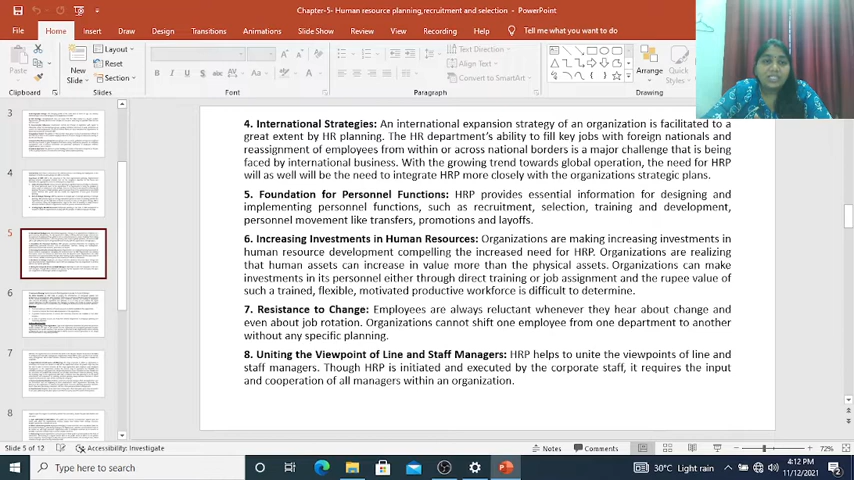 Chapter-5- Human resource planning,recruitment and selection - PowerPoint
File Home Insert Draw Design Transitions Animations Slide Show Review View Recording Help Tell me what you want to do
Paste
New Slide
Layout
Reset
Section
Text Direction
Align Text
Convert to SmartArt
Arrange
Quick Styles
Clipboard Slides Font Paragraph
3
4
5
6
7
8
4. International Strategies: An international expansion strategy of an organization is facilitated to a
great extent by HR planning. The HR department's ability to fill key jobs with foreign nationals and
reassignment of employees from within or across national borders is a major challenge that is being
faced by international business. With the growing trend towards global operation, the need for HRP
will as well will be the need to integrate HRP more closely with the organizations strategic plans.
5. Foundation for Personnel Functions: HRP provides essential information for designing and
implementing personnel functions, such as recruitment, selection, training and development,
personnel movement like transfers, promotions and layoffs.
6. Increasing Investments in Human Resources: Organizations are making increasing investments in
human resource development compelling the increased need for HRP. Organizations are realizing
that human assets can increase in value more than the physical assets. Organizations can make
investments in its personnel either through direct training or job assignment and the rupee value of
such a trained, flexible, motivated productive workforce is difficult to determine.
7. Resistance to Change: Employees are always reluctant whenever they hear about change and
even about job rotation. Organizations cannot shift one employee from one department to another
without any specific planning.
8. Uniting the Viewpoint of Line and Staff Managers: HRP helps to unite the viewpoints of line and
staff managers. Though HRP is initiated and executed by the corporate staff, it requires the input
and cooperation of all managers within an organization.
Slide 5 of 12 Accessibility: Investigate Notes Comments 72%
Type here to search
30°C Light rain
4:12 PM
11/12/2021
2